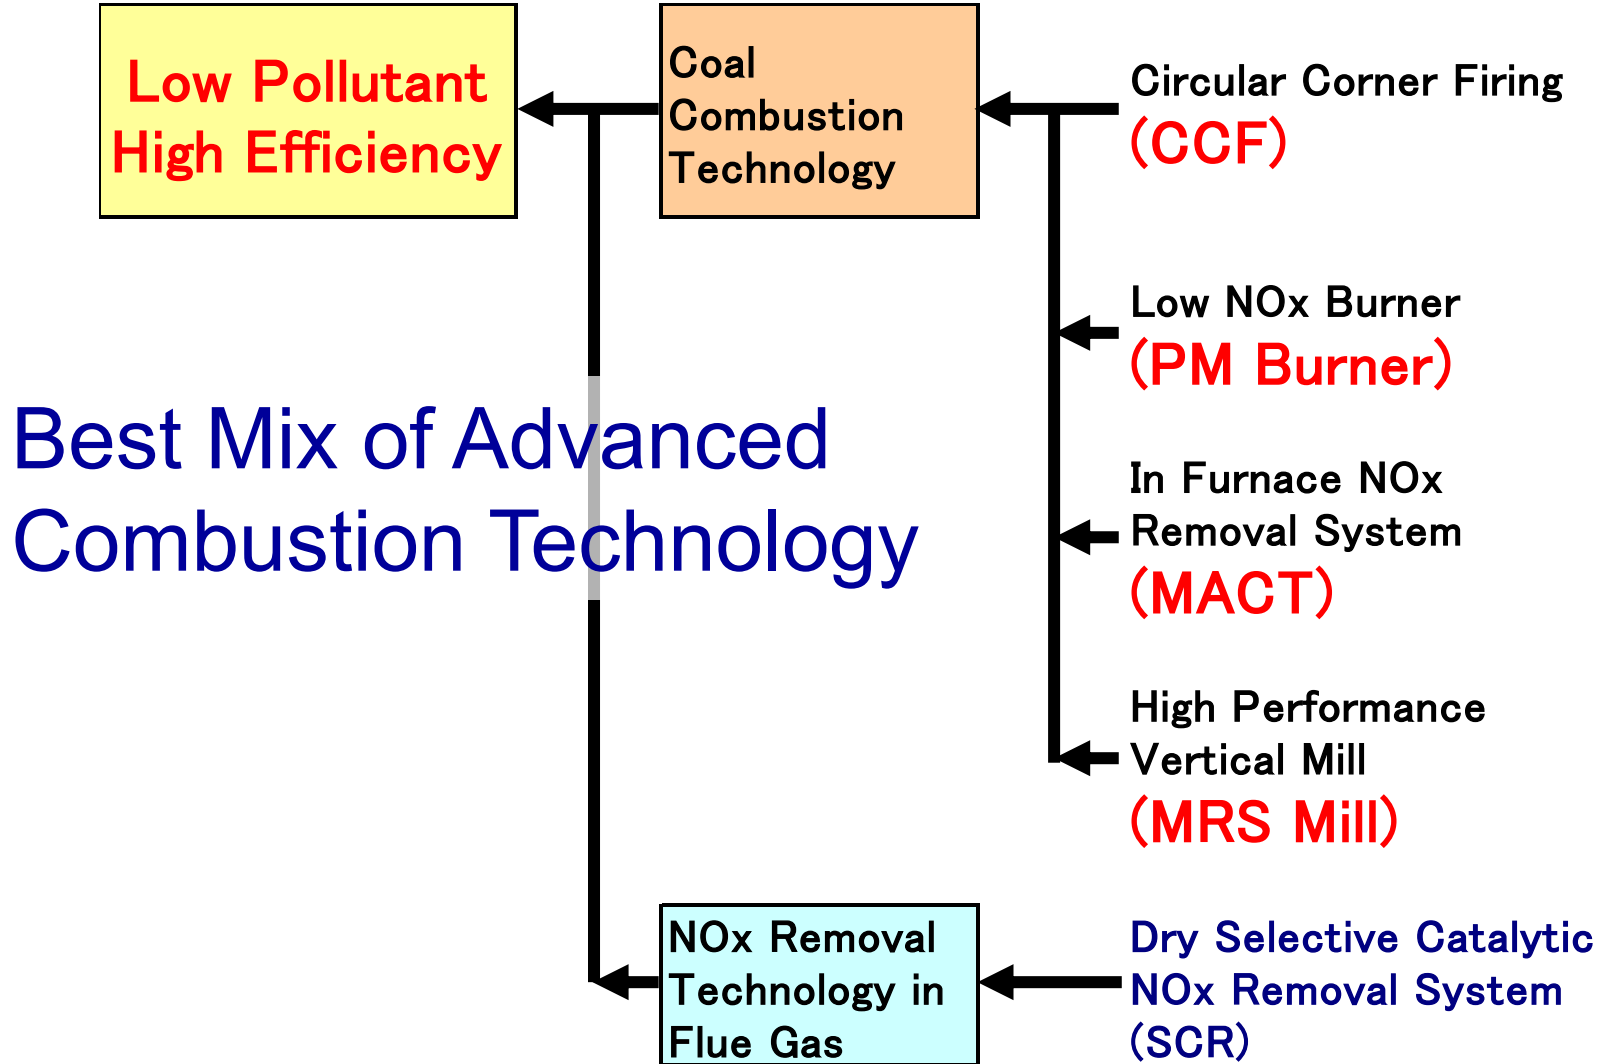 Low Pollutant
High Efficiency
Coal
Combustion
Technology
Circular Corner Firing
(CCF)
Low NOx Burner
(PM Burner)
Best Mix of Advanced
Combustion Technology
In Furnace NOx
Removal System
(MACT)
High Performance
Vertical Mill
(MRS Mill)
NOx Removal
Technology in
Flue Gas
Dry Selective Catalytic
NOx Removal System
(SCR)